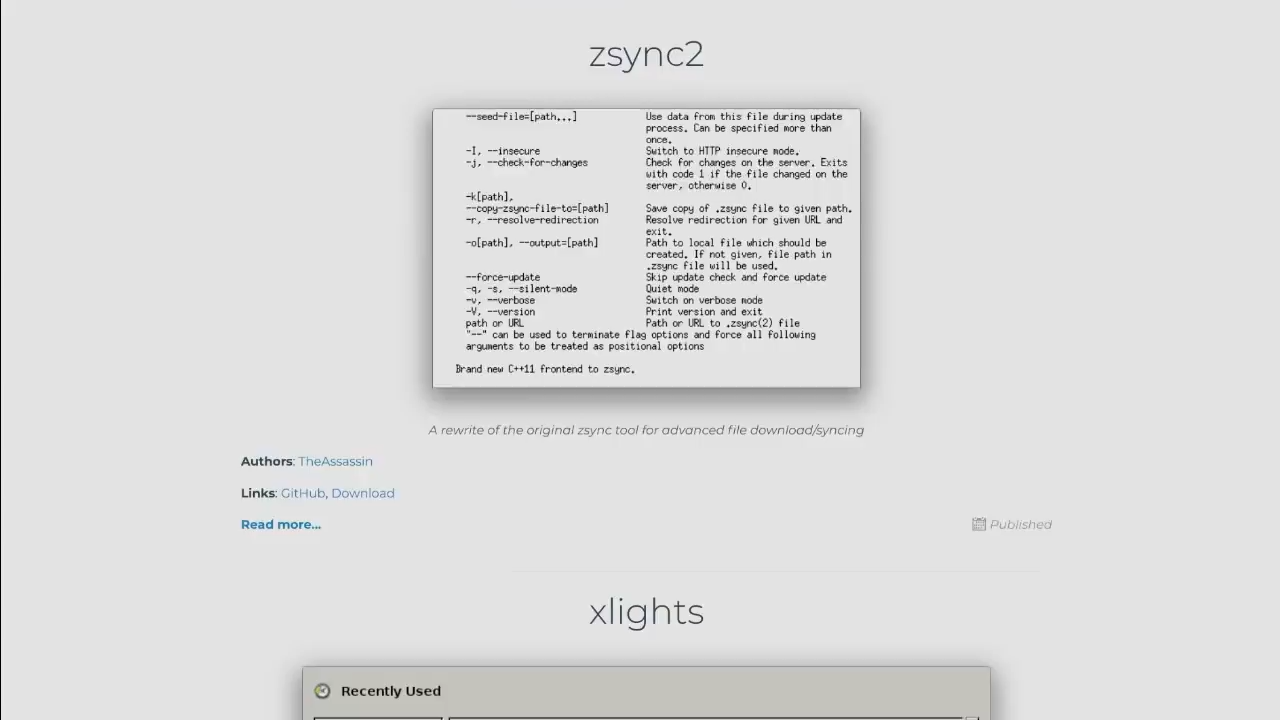 zsync2
--seed-file=[path...] Use data from this file during update
process. Can be specified more than
once.
-I, --insecure Switch to HTTP insecure mode.
-j, --check-for-changes Check for changes on the server. Exits
with code 1 if the file changed on the
server, otherwise 0.
-k[path],
--copy-zsync-file-to=[path] Save copy of .zsync file to given path.
-r, --resolve-redirection Resolve redirection for given URL and
exit.
-o[path], --output=[path] Path to local file which should be
created. If not given, file path in
.zsync file will be used.
--force-update Skip update check and force update
-q, -s, --silent-mode Quiet mode
-v, --verbose Switch on verbose mode
-V, --version Print version and exit
path or URL Path or URL to .zsync(2) file
"--" can be used to terminate flag options and force all following
arguments to be treated as positional options
Brand new C++11 frontend to zsync.
A rewrite of the original zsync tool for advanced file download/syncing
Authors: TheAssassin
Links: GitHub, Download
Read more... Published
xlights
Recently Used